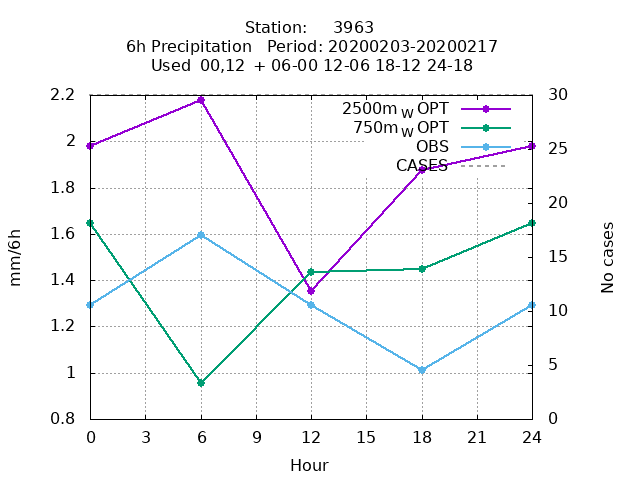 Station: 3963
6h Precipitation Period: 20200203-20200217
Used 00,12 + 06-00 12-06 18-12 24-18
2.2
2
1.8
1.6
1.4
1.2
1
0.8
mm/6h
30
25
20
15
10
5
0
No cases
2500m WOPT
750m WOPT
OBS
CASES
0 3 6 9 12 15 18 21 24
Hour